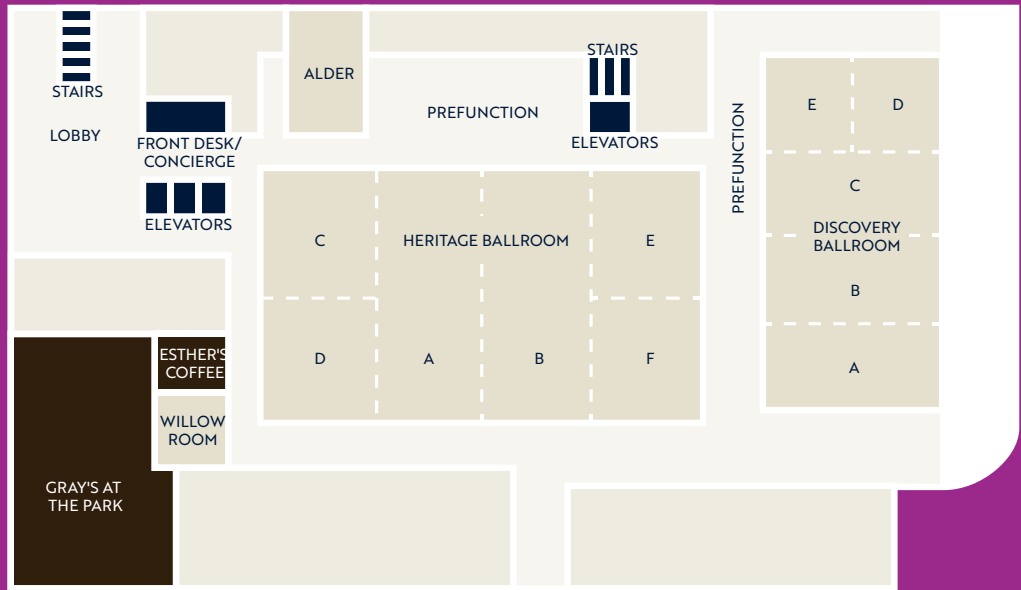 STAIRS
LOBBY
FRONT DESK/
CONCIERGE
ELEVATORS
ALDER
PREFUNCTION
STAIRS
ELEVATORS
PREFUNCTION
E
D
C
DISCOVERY
BALLROOM
B
A
C
HERITAGE BALLROOM
E
D
A
B
F
ESTHER'S
COFFEE
WILLOW
ROOM
GRAY'S AT
THE PARK